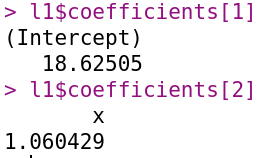 > l1$coefficients[1]
(Intercept)
18.62505
> l1$coefficients[2]
x
1.060429